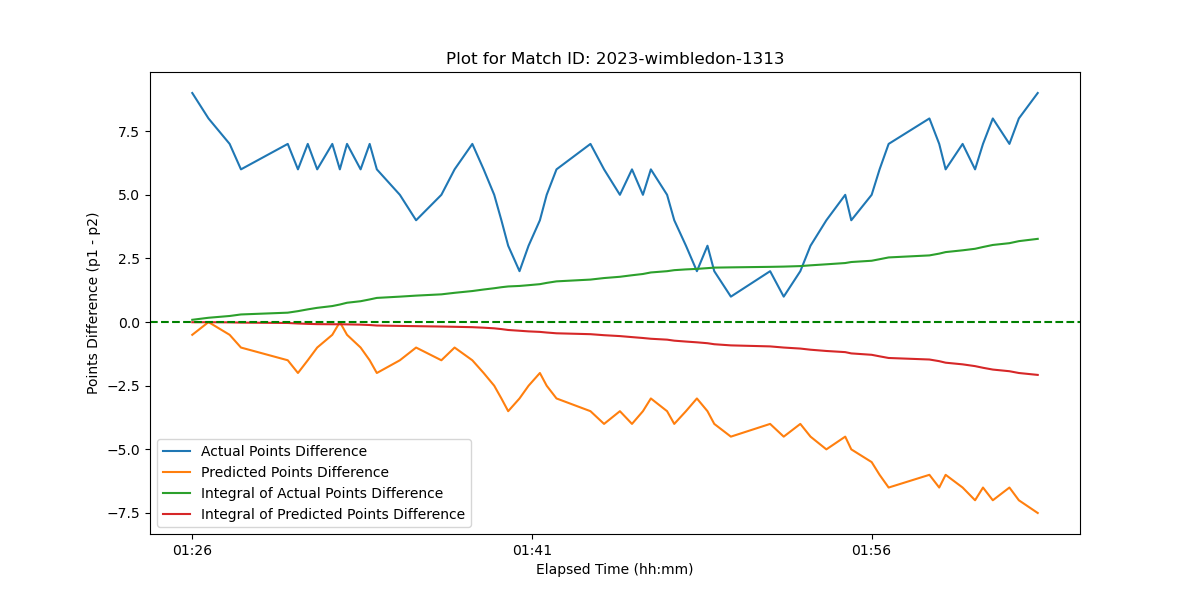 Plot for Match ID: 2023-wimbledon-1313
Points Difference (p1 - p2)
7.5
5.0
2.5
0.0
−2.5
−5.0
−7.5
Actual Points Difference
Predicted Points Difference
Integral of Actual Points Difference
Integral of Predicted Points Difference
01:26 01:41 01:56
Elapsed Time (hh:mm)